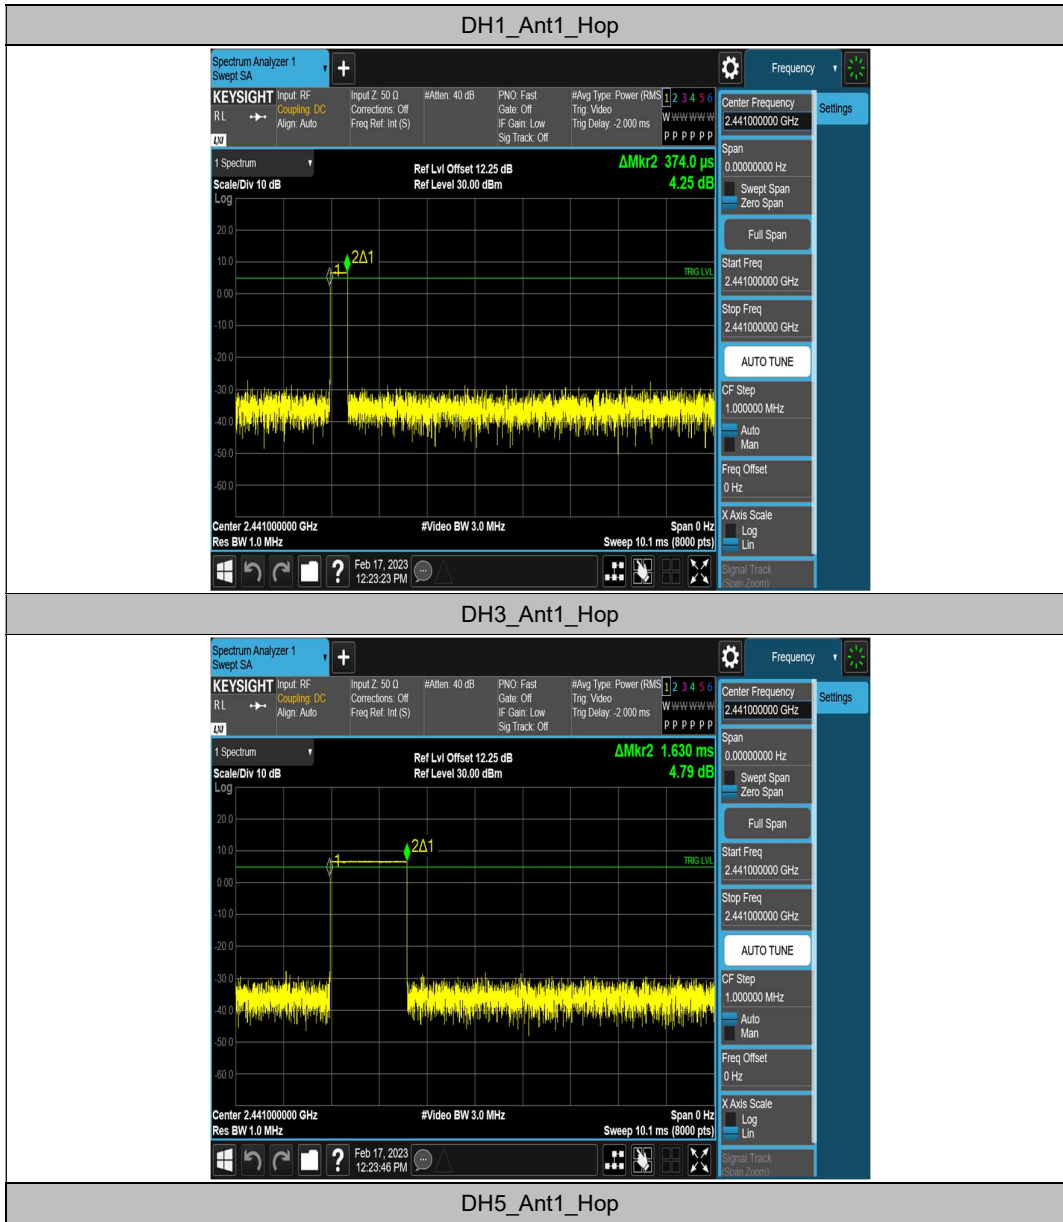 DH1_Ant1_Hop
Spectrum Analyzer 1
Swept SA
Frequency
KEYSIGHT
RL
LXI
Input: RF
Coupling: DC
Align: Auto
Input Z: 50 Ω
Corrections: Off
Freq Ref: Int (S)
#Atten: 40 dB
PNO: Fast
Gate: Off
IF Gain: Low
Sig Track: Off
#Avg Type: Power (RMS
Trig: Video
Trig Delay: -2.000 ms
1 2 3 4 5 6
W W W W W W
P P P P P P
1 Spectrum
Scale/Div 10 dB
Log
Ref Lvl Offset 12.25 dB
Ref Level 30.00 dBm
ΔMkr2 374.0 μs
4.25 dB
20.0
10.0
0.00
-10.0
-20.0
-30.0
-40.0
-50.0
-60.0
1
2Δ1
TRIG LVL
Center 2.441000000 GHz
Res BW 1.0 MHz
#Video BW 3.0 MHz
Span 0 Hz
Sweep 10.1 ms (8000 pts)
Feb 17, 2023
12:23:23 PM
Center Frequency
2.441000000 GHz
Settings
Span
0.00000000 Hz
Swept Span
Zero Span
Full Span
Start Freq
2.441000000 GHz
Stop Freq
2.441000000 GHz
AUTO TUNE
CF Step
1.000000 MHz
Auto
Man
Freq Offset
0 Hz
X Axis Scale
Log
Lin
Signal Track
(Span Zoom)
DH3_Ant1_Hop
Spectrum Analyzer 1
Swept SA
Frequency
KEYSIGHT
RL
LXI
Input: RF
Coupling: DC
Align: Auto
Input Z: 50 Ω
Corrections: Off
Freq Ref: Int (S)
#Atten: 40 dB
PNO: Fast
Gate: Off
IF Gain: Low
Sig Track: Off
#Avg Type: Power (RMS
Trig: Video
Trig Delay: -2.000 ms
1 2 3 4 5 6
W W W W W W
P P P P P P
1 Spectrum
Scale/Div 10 dB
Log
Ref Lvl Offset 12.25 dB
Ref Level 30.00 dBm
ΔMkr2 1.630 ms
4.79 dB
20.0
10.0
0.00
-10.0
-20.0
-30.0
-40.0
-50.0
-60.0
1
2Δ1
TRIG LVL
Center 2.441000000 GHz
Res BW 1.0 MHz
#Video BW 3.0 MHz
Span 0 Hz
Sweep 10.1 ms (8000 pts)
Feb 17, 2023
12:23:46 PM
Center Frequency
2.441000000 GHz
Settings
Span
0.00000000 Hz
Swept Span
Zero Span
Full Span
Start Freq
2.441000000 GHz
Stop Freq
2.441000000 GHz
AUTO TUNE
CF Step
1.000000 MHz
Auto
Man
Freq Offset
0 Hz
X Axis Scale
Log
Lin
Signal Track
(Span Zoom)
DH5_Ant1_Hop